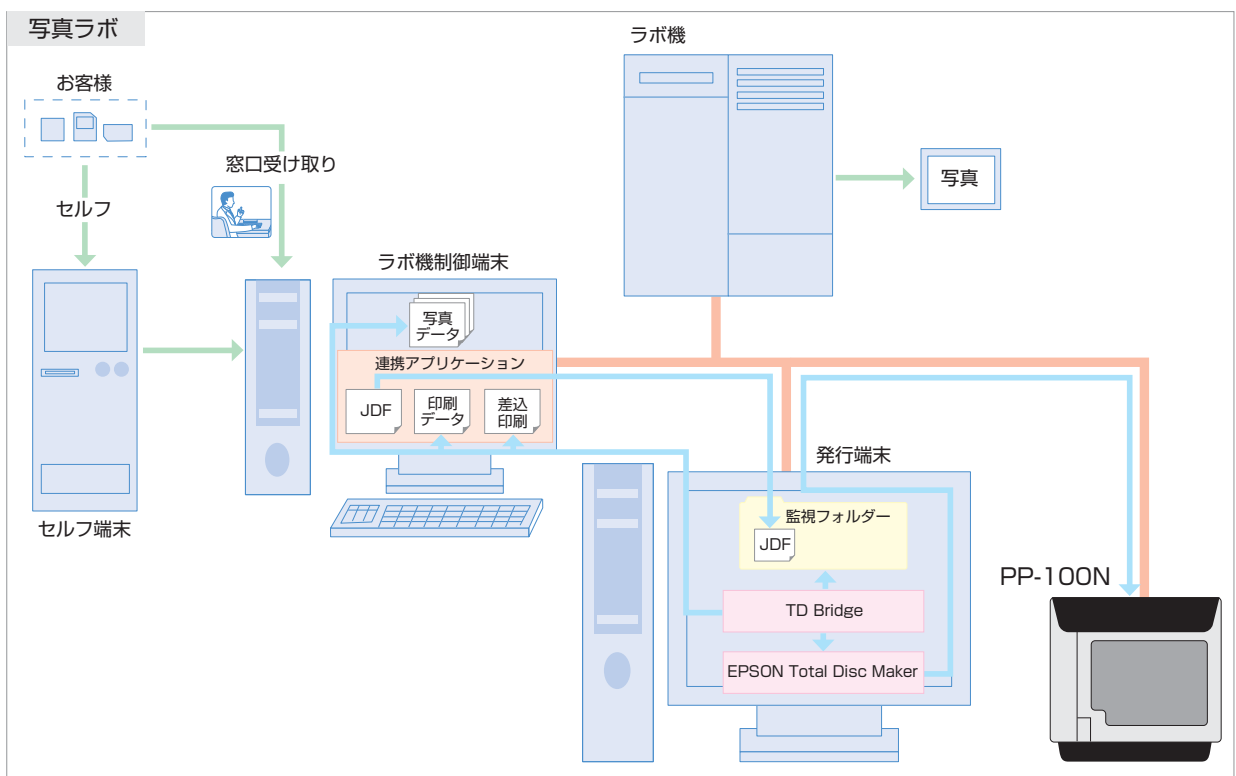 写真ラボ
ラボ機
お客様
窓口受け取り
写真
セルフ
ラボ機制御端末
写真
データ
連携アプリケーション
JDF
印刷
データ
差込
印刷
発行端末
セルフ端末
監視フォルダー
JDF
PP-100N
TD Bridge
EPSON Total Disc Maker